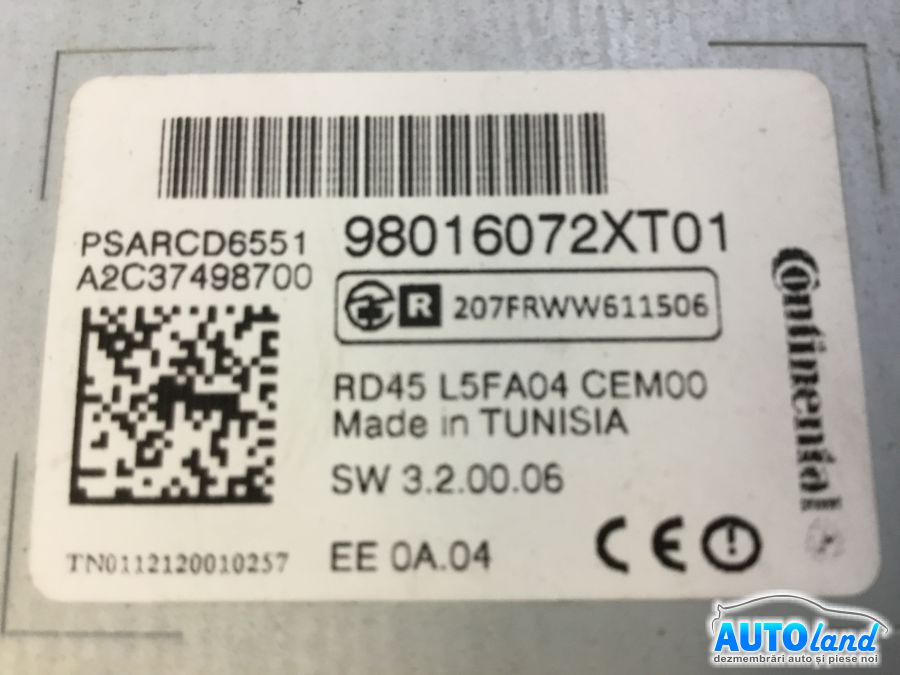 PSARCD6551
98016072XT01
A2C37498700
R 207FRWW611506
RD45 L5FA04 CEM00
Made in TUNISIA
SW 3.2.00.06
TN0112120010257
EE 0A.04
CE
Continental
AUTOland
dezmembrări auto și piese noi